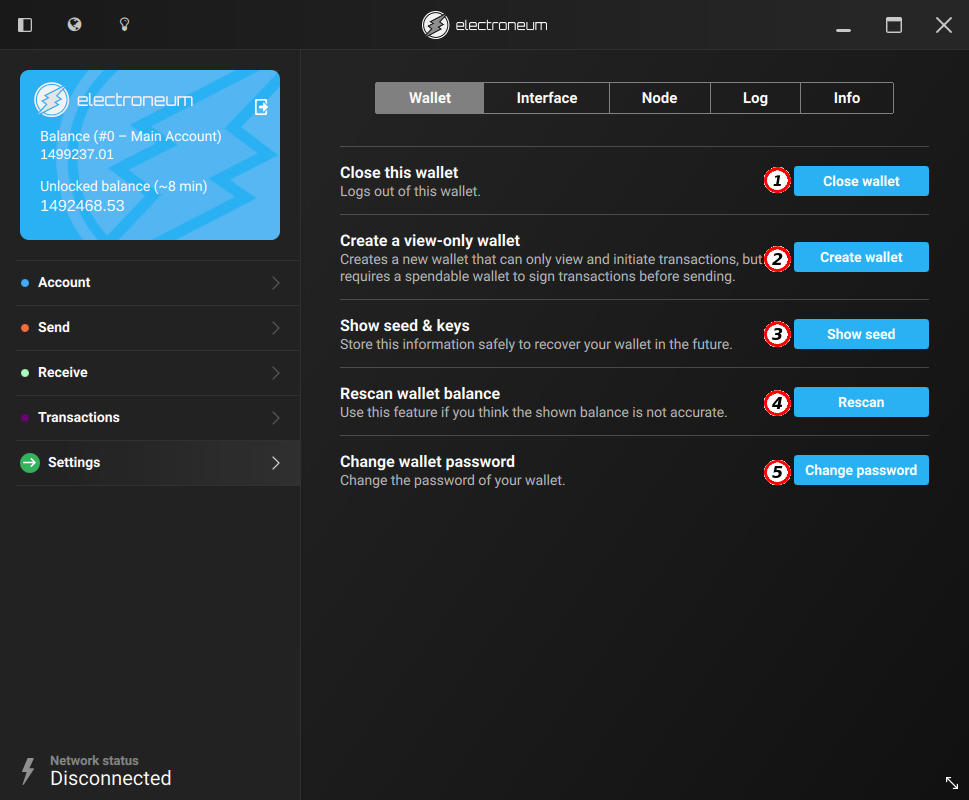 electroneum
electroneum
Balance (#0 – Main Account)
1499237.01
Unlocked balance (~8 min)
1492468.53
Account
Send
Receive
Transactions
Settings
Network status
Disconnected
Wallet Interface Node Log Info
Close this wallet
Logs out of this wallet.
1 Close wallet
Create a view-only wallet
Creates a new wallet that can only view and initiate transactions, but
requires a spendable wallet to sign transactions before sending.
2 Create wallet
Show seed & keys
Store this information safely to recover your wallet in the future.
3 Show seed
Rescan wallet balance
Use this feature if you think the shown balance is not accurate.
4 Rescan
Change wallet password
Change the password of your wallet.
5 Change password